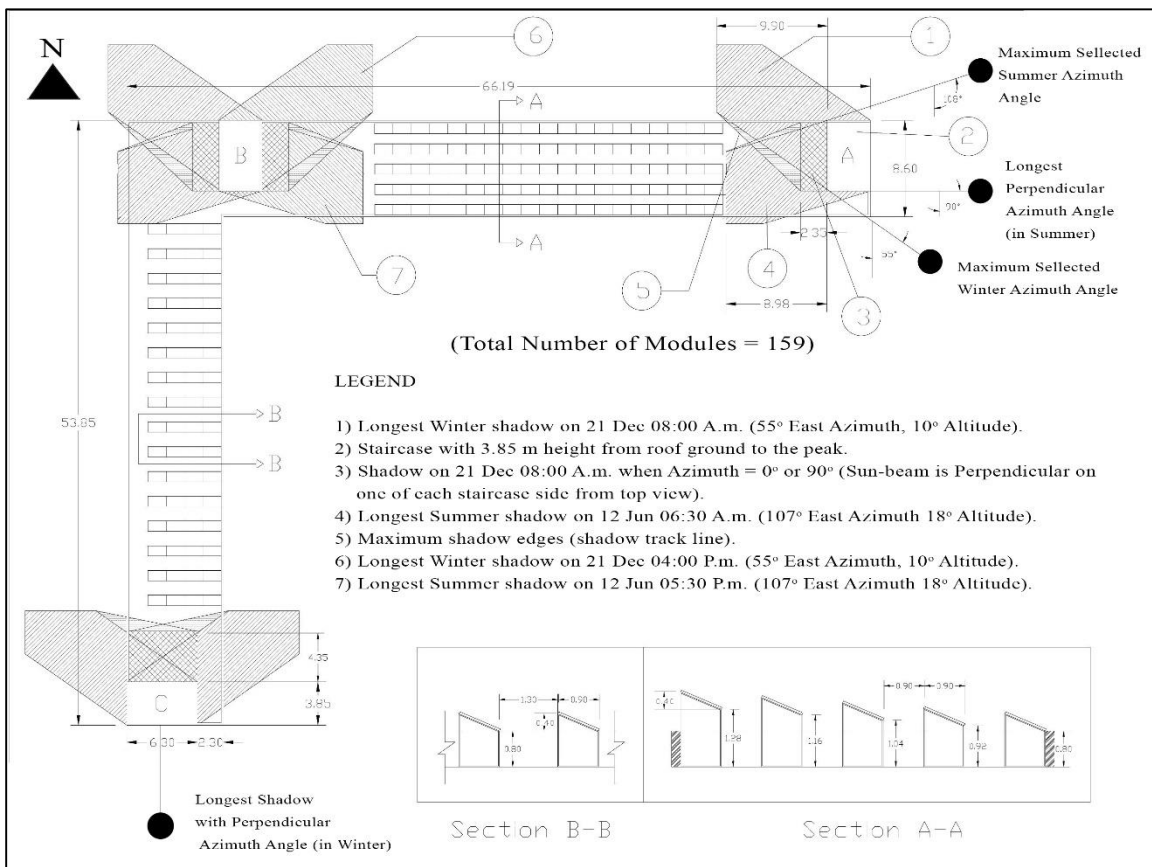 N
9.90
1
6
Maximum Sellected
Summer Azimuth
Angle
108°
66.19
A
2
B
A
8.60
Longest
Perpendicular
Azimuth Angle
(in Summer)
90°
2.33
A
4
5
55°
7
Maximum Sellected
Winter Azimuth Angle
8.98
3
(Total Number of Modules = 159)
LEGEND
53.85
B
B
1) Longest Winter shadow on 21 Dec 08:00 A.m. (55° East Azimuth, 10° Altitude).
2) Staircase with 3.85 m height from roof ground to the peak.
3) Shadow on 21 Dec 08:00 A.m. when Azimuth = 0° or 90° (Sun-beam is Perpendicular on
one of each staircase side from top view).
4) Longest Summer shadow on 12 Jun 06:30 A.m. (107° East Azimuth 18° Altitude).
5) Maximum shadow edges (shadow track line).
6) Longest Winter shadow on 21 Dec 04:00 P.m. (55° East Azimuth, 10° Altitude).
7) Longest Summer shadow on 12 Jun 05:30 P.m. (107° East Azimuth 18° Altitude).
4.35
C
3.85
6.30
2.30
1.30
0.90
0.40
0.80
0.90
0.90
0.40
1.28
1.16
1.04
0.92
0.80
Longest Shadow
with Perpendicular
Azimuth Angle (in Winter)
Section B-B
Section A-A